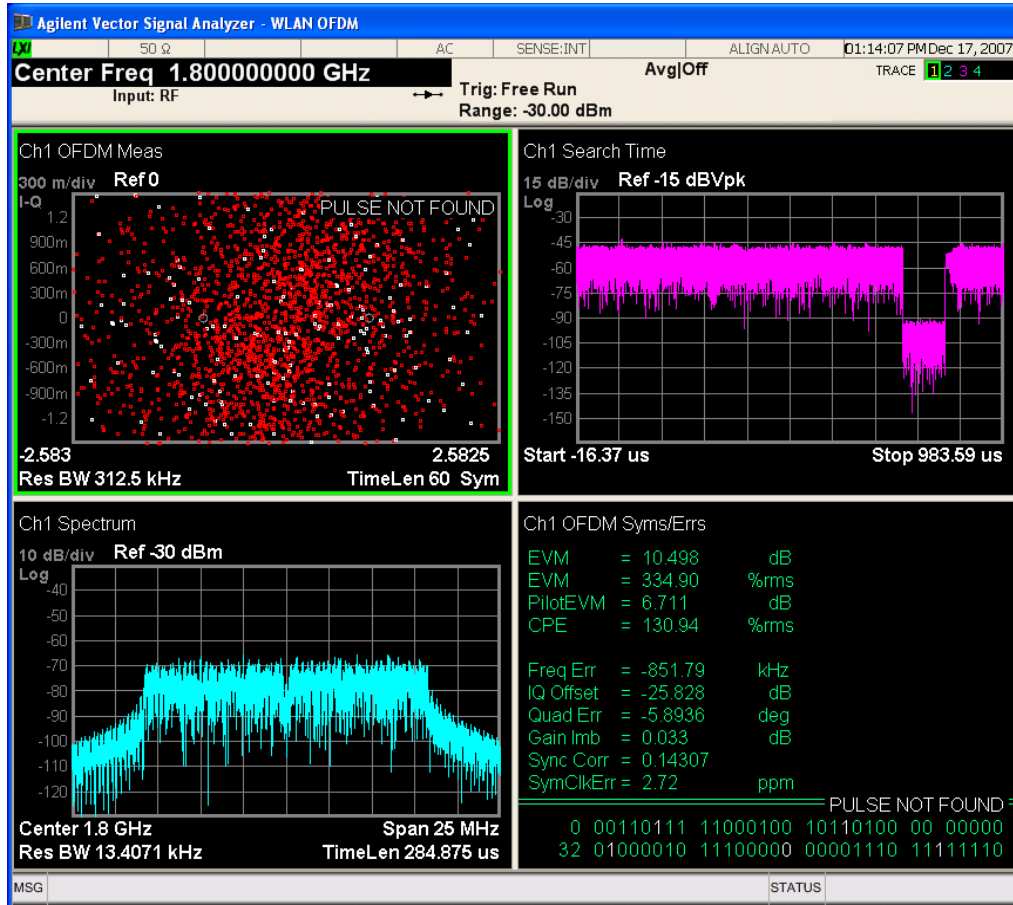 Agilent Vector Signal Analyzer - WLAN OFDM
LXI 50 Ω AC SENSE:INT ALIGN AUTO 01:14:07 PM Dec 17, 2007
Center Freq 1.800000000 GHz Avg|Off TRACE 1 2 3 4
Input: RF Trig: Free Run
Range: -30.00 dBm
Ch1 OFDM Meas
300 m/div Ref 0
I-Q PULSE NOT FOUND
1.2
900m
600m
300m
0
-300m
-600m
-900m
-1.2
-2.583 2.5825
Res BW 312.5 kHz TimeLen 60 Sym
Ch1 Search Time
15 dB/div Ref -15 dBVpk
Log
-30
-45
-60
-75
-90
-105
-120
-135
-150
Start -16.37 us Stop 983.59 us
Ch1 Spectrum
10 dB/div Ref -30 dBm
Log
-40
-50
-60
-70
-80
-90
-100
-110
-120
Center 1.8 GHz Span 25 MHz
Res BW 13.4071 kHz TimeLen 284.875 us
Ch1 OFDM Syms/Errs
EVM = 10.498 dB
EVM = 334.90 %rms
PilotEVM = 6.711 dB
CPE = 130.94 %rms
Freq Err = -851.79 kHz
IQ Offset = -25.828 dB
Quad Err = -5.8936 deg
Gain Imb = 0.033 dB
Sync Corr = 0.14307
SymClkErr = 2.72 ppm
PULSE NOT FOUND
0 00110111 11000100 10110100 00 00000
32 01000010 11100000 00001110 11111110
MSG STATUS